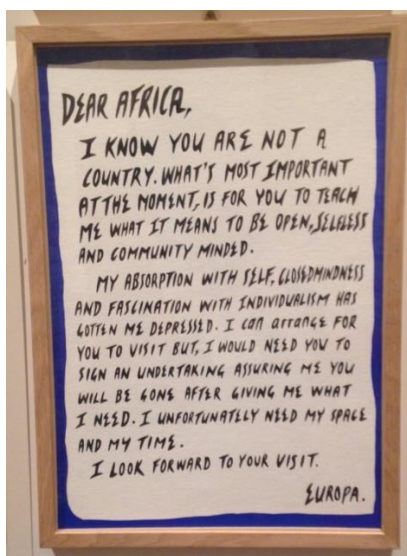 DEAR AFRICA,
I KNOW YOU ARE NOT A
COUNTRY. WHAT'S MOST IMPORTANT
AT THE MOMENT, IS FOR YOU TO TEACH
ME WHAT IT MEANS TO BE OPEN, SELFLESS
AND COMMUNITY MINDED.
MY ABSORPTION WITH SELF, CLOSEDMINDNESS
AND FASCINATION WITH INDIVIDUALISM HAS
GOTTEN ME DEPRESSED. I can arrange FOR
YOU TO VISIT BUT, I WOULD NEED YOU TO
SIGN AN UNDERTAKING ASSURING ME YOU
WILL BE GONE AFTER GIVING ME WHAT
I NEED. I UNFORTUNATELY NEED MY SPACE
AND MY TIME.
I LOOK FORWARD TO YOUR VISIT.
EUROPA.